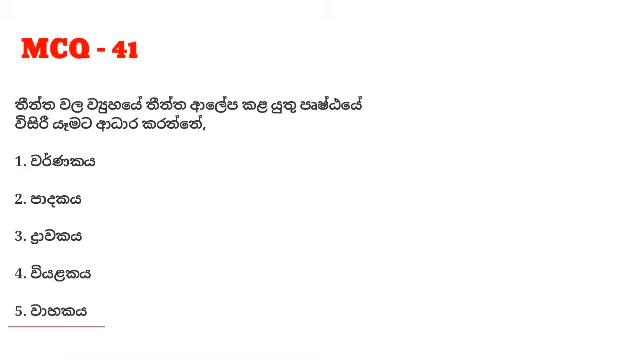 MCQ - 41
තීන්ත වල ව්‍යුහයේ තීන්ත ආලේප කළ යුතු පෘෂ්ඨයේ
විසිරී යෑමට ආධාර කරන්නේ,
1. වර්ණකය
2. පාදකය
3. ද්‍රාවකය
4. වියළකය
5. වාහකය